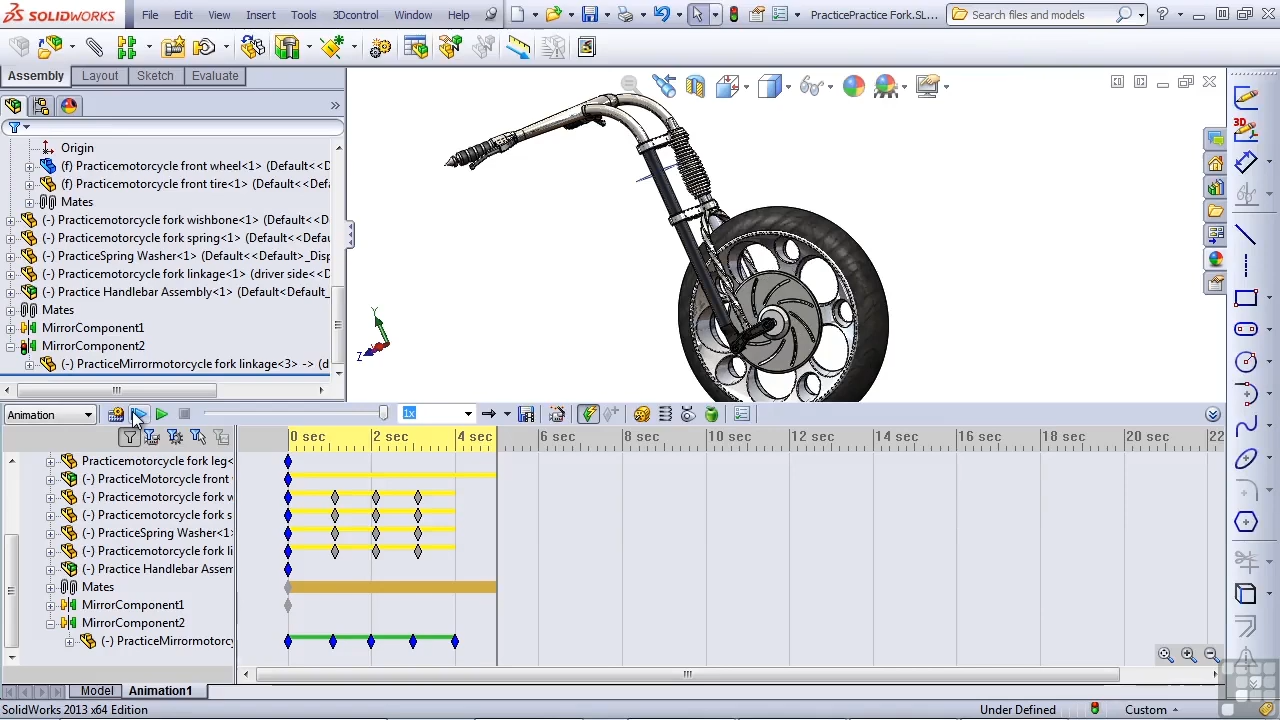 SOLIDWORKS File Edit View Insert Tools 3Dcontrol Window Help PracticePractice Fork.SL... Search files and models
Assembly Layout Sketch Evaluate
Origin
(f) Practicemotorcycle front wheel<1> (Default<<D
(f) Practicemotorcycle front tire<1> (Default<<Def
Mates
(-) Practicemotorcycle fork wishbone<1> (Default<<D
(-) Practicemotorcycle fork spring<1> (Default<<Defau
(-) PracticeSpring Washer<1> (Default<<Default>_Disp
(-) Practicemotorcycle fork linkage<1> (driver side<<D
(-) Practice Handlebar Assembly<1> (Default<Default_
Mates
MirrorComponent1
MirrorComponent2
(-) PracticeMirrormotorcycle fork linkage<3> -> (d
Y
Z
Animation 1x
0 sec 2 sec 4 sec 6 sec 8 sec 10 sec 12 sec 14 sec 16 sec 18 sec 20 sec 22
Practicemotorcycle fork leg<
(-) PracticeMotorcycle front
(-) Practicemotorcycle fork w
(-) Practicemotorcycle fork s
(-) PracticeSpring Washer<1>
(-) Practicemotorcycle fork li
(-) Practice Handlebar Assem
Mates
MirrorComponent1
MirrorComponent2
(-) PracticeMirrormotorcy
Model Animation1
SolidWorks 2013 x64 Edition Under Defined Custom